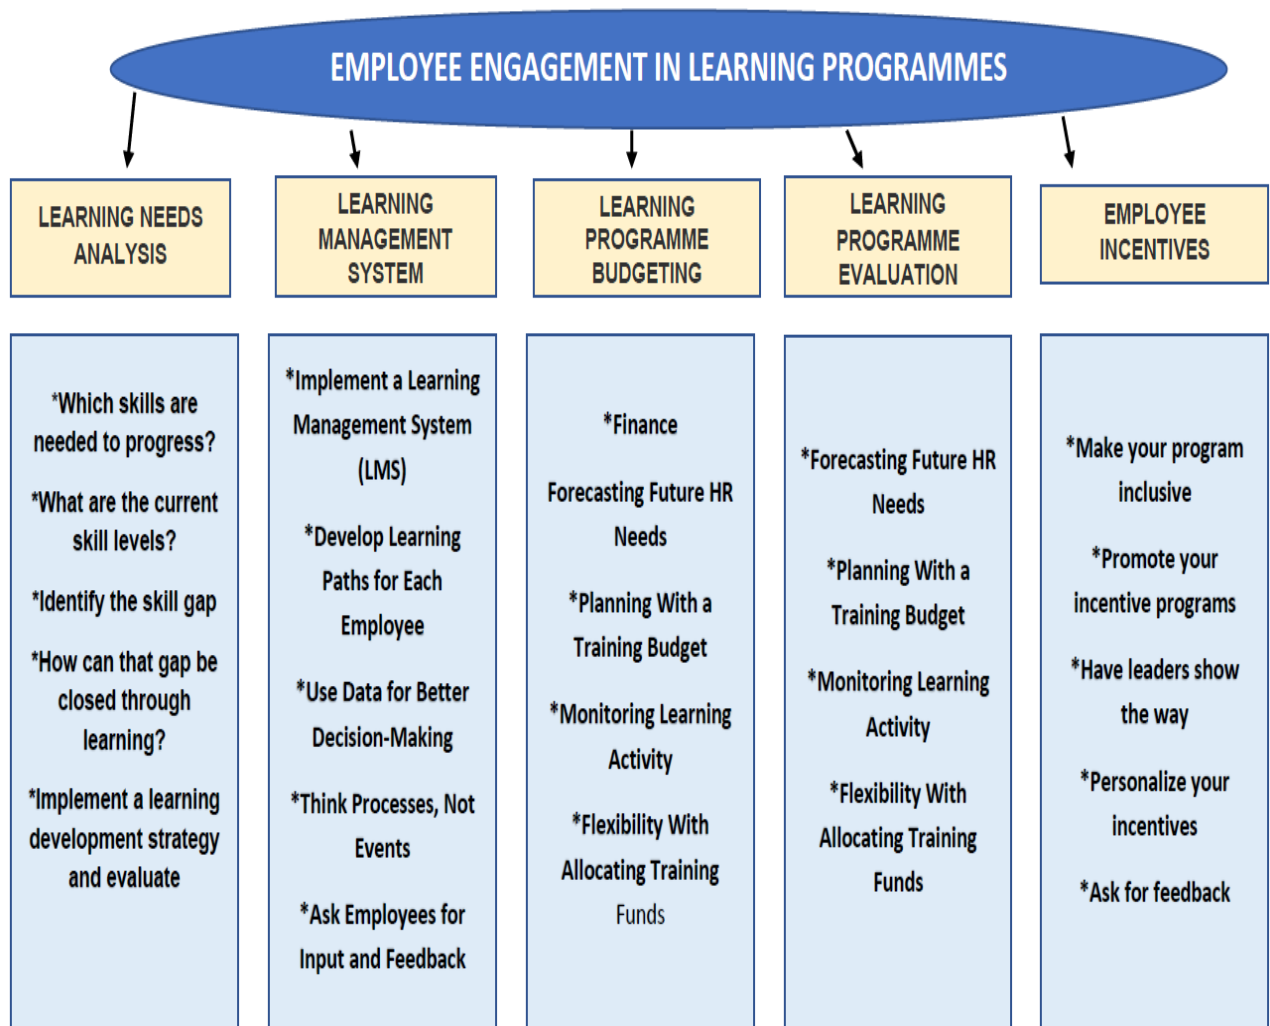 EMPLOYEE ENGAGEMENT IN LEARNING PROGRAMMES
LEARNING NEEDS
ANALYSIS
LEARNING
MANAGEMENT
SYSTEM
LEARNING
PROGRAMME
BUDGETING
LEARNING
PROGRAMME
EVALUATION
EMPLOYEE
INCENTIVES
*Which skills are
needed to progress?
*What are the current
skill levels?
*Identify the skill gap
*How can that gap be
closed through
learning?
*Implement a learning
development strategy
and evaluate
*Implement a Learning
Management System
(LMS)
*Develop Learning
Paths for Each
Employee
*Use Data for Better
Decision-Making
*Think Processes, Not
Events
*Ask Employees for
Input and Feedback
*Finance
Forecasting Future HR
Needs
*Planning With a
Training Budget
*Monitoring Learning
Activity
*Flexibility With
Allocating Training
Funds
*Forecasting Future HR
Needs
*Planning With a
Training Budget
*Monitoring Learning
Activity
*Flexibility With
Allocating Training
Funds
*Make your program
inclusive
*Promote your
incentive programs
*Have leaders show
the way
*Personalize your
incentives
*Ask for feedback